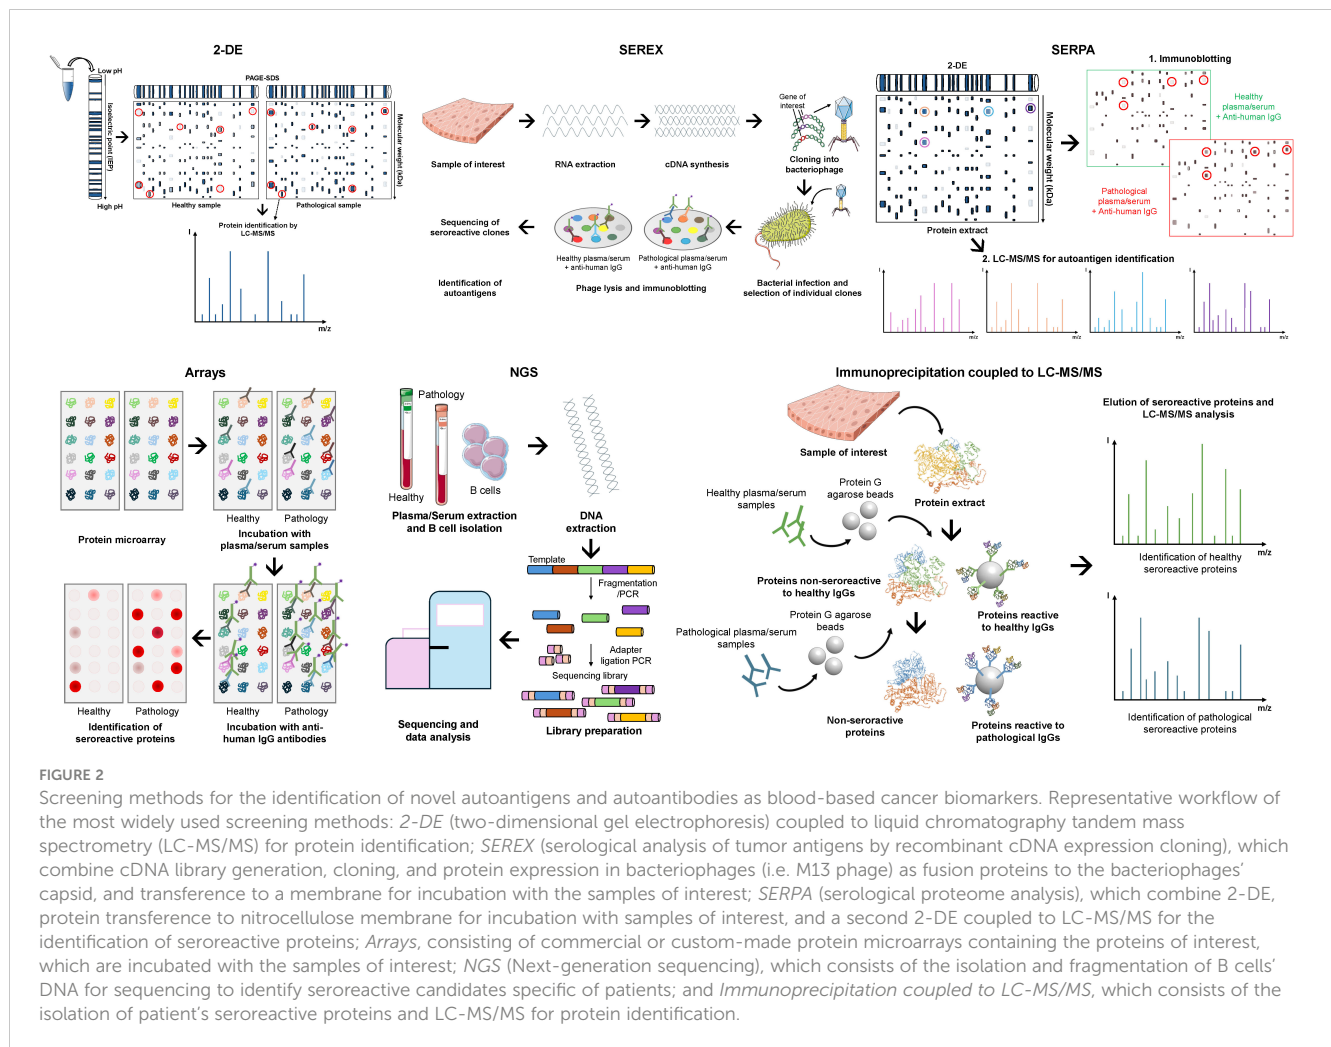 2-DE
Low pH
Isoelectric point (IEP)
High pH
PAGE-SDS
Molecular weight (kDa)
Healthy sample
Pathological sample
Protein identification by
LC-MS/MS
I
m/z
SEREX
Sample of interest
RNA extraction
cDNA synthesis
Gene of
interest
Cloning into
bacteriophage
Bacterial infection and
selection of individual clones
Pathological plasma/serum
+ anti-human IgG
Healthy plasma/serum
+ anti-human IgG
Phage lysis and immunoblotting
Sequencing of
seroreactive clones
Identification of
autoantigens
SERPA
2-DE
Molecular weight (kDa)
Protein extract
1. Immunoblotting
Healthy
plasma/serum
+ Anti-human IgG
Pathological
plasma/serum
+ Anti-human IgG
2. LC-MS/MS for autoantigen identification
I
m/z
I
m/z
I
m/z
I
m/z
Arrays
Protein microarray
Healthy
Pathology
Incubation with
plasma/serum samples
Healthy
Pathology
Incubation with anti-
human IgG antibodies
Healthy
Pathology
Identification of
seroreactive proteins
NGS
Pathology
Healthy
B cells
Plasma/Serum extraction
and B cell isolation
DNA
extraction
Template
Fragmentation
/PCR
Adapter
ligation PCR
Sequencing library
Library preparation
Sequencing and
data analysis
Immunoprecipitation coupled to LC-MS/MS
Sample of interest
Protein extract
Healthy plasma/serum
samples
Protein G
agarose beads
Proteins non-seroreactive
to healthy IgGs
Proteins reactive
to healthy IgGs
Pathological plasma/serum
samples
Protein G agarose
beads
Non-seroractive
proteins
Proteins reactive to
pathological IgGs
Elution of seroreactive proteins and
LC-MS/MS analysis
I
m/z
Identification of healthy
seroreactive proteins
I
m/z
Identification of pathological
seroreactive proteins
FIGURE 2
Screening methods for the identification of novel autoantigens and autoantibodies as blood-based cancer biomarkers. Representative workflow of
the most widely used screening methods: 2-DE (two-dimensional gel electrophoresis) coupled to liquid chromatography tandem mass
spectrometry (LC-MS/MS) for protein identification; SEREX (serological analysis of tumor antigens by recombinant cDNA expression cloning), which
combine cDNA library generation, cloning, and protein expression in bacteriophages (i.e. M13 phage) as fusion proteins to the bacteriophages’
capsid, and transference to a membrane for incubation with the samples of interest; SERPA (serological proteome analysis), which combine 2-DE,
protein transference to nitrocellulose membrane for incubation with samples of interest, and a second 2-DE coupled to LC-MS/MS for the
identification of seroreactive proteins; Arrays, consisting of commercial or custom-made protein microarrays containing the proteins of interest,
which are incubated with the samples of interest; NGS (Next-generation sequencing), which consists of the isolation and fragmentation of B cells’
DNA for sequencing to identify seroreactive candidates specific of patients; and Immunoprecipitation coupled to LC-MS/MS, which consists of the
isolation of patient’s seroreactive proteins and LC-MS/MS for protein identification.